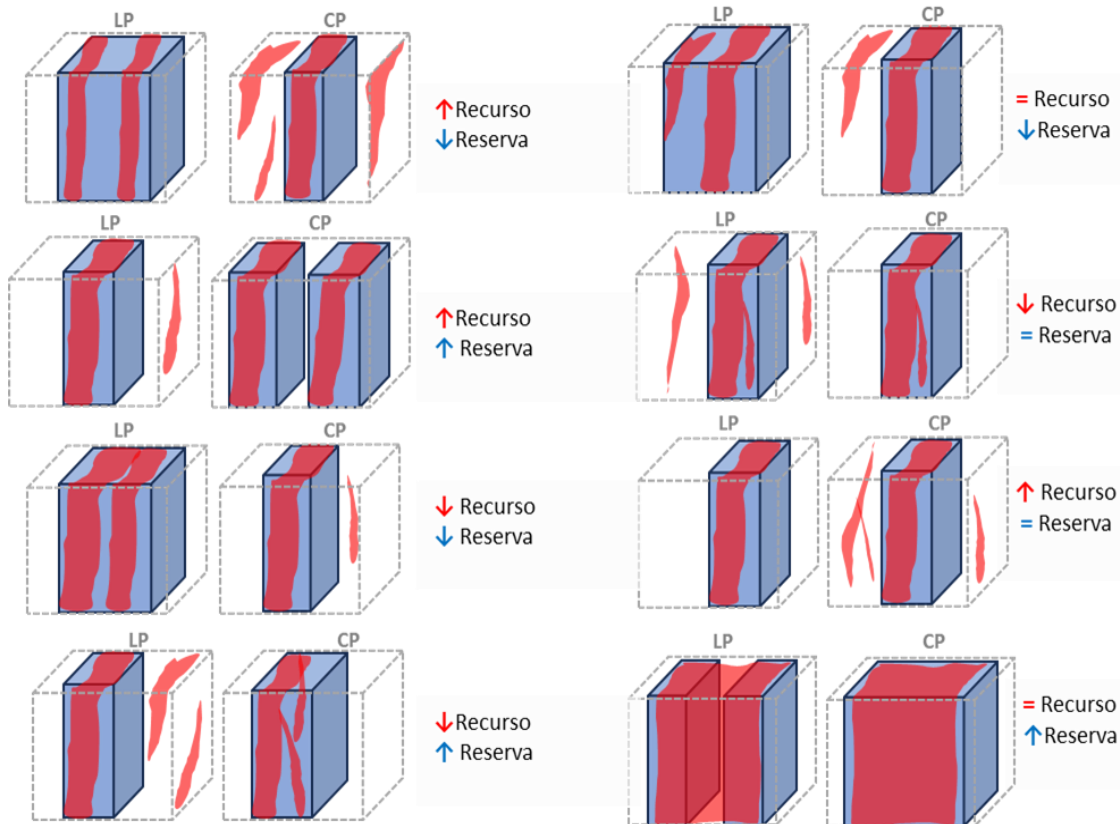 LP CP
↑Recurso
↓Reserva
LP CP
= Recurso
↓Reserva
LP CP
↑Recurso
↑ Reserva
LP CP
↓ Recurso
= Reserva
LP CP
↓ Recurso
↓ Reserva
LP CP
↑ Recurso
= Reserva
LP CP
↓Recurso
↑ Reserva
LP CP
= Recurso
↑Reserva